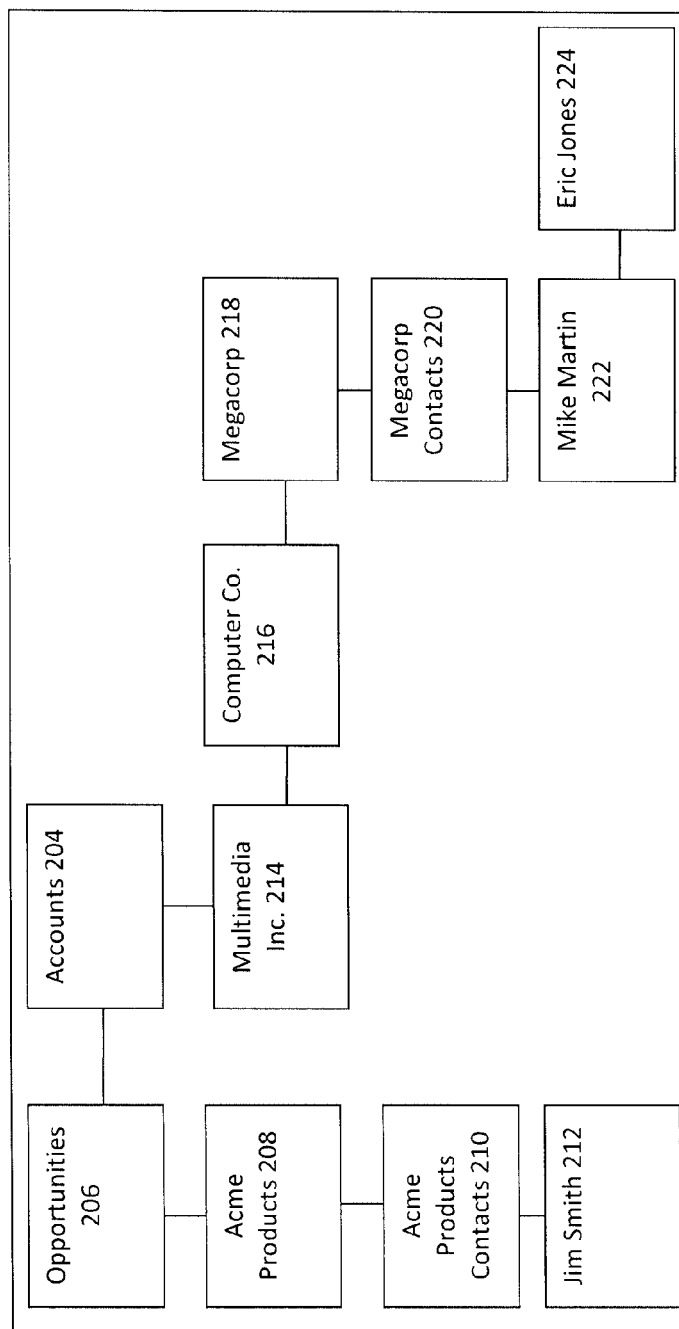 Opportunities
206
Accounts 204
Acme
Products 208
Multimedia
Inc. 214
Computer Co.
216
Megacorp 218
Acme
Products
Contacts 210
Megacorp
Contacts 220
Jim Smith 212
Mike Martin
222
Eric Jones 224